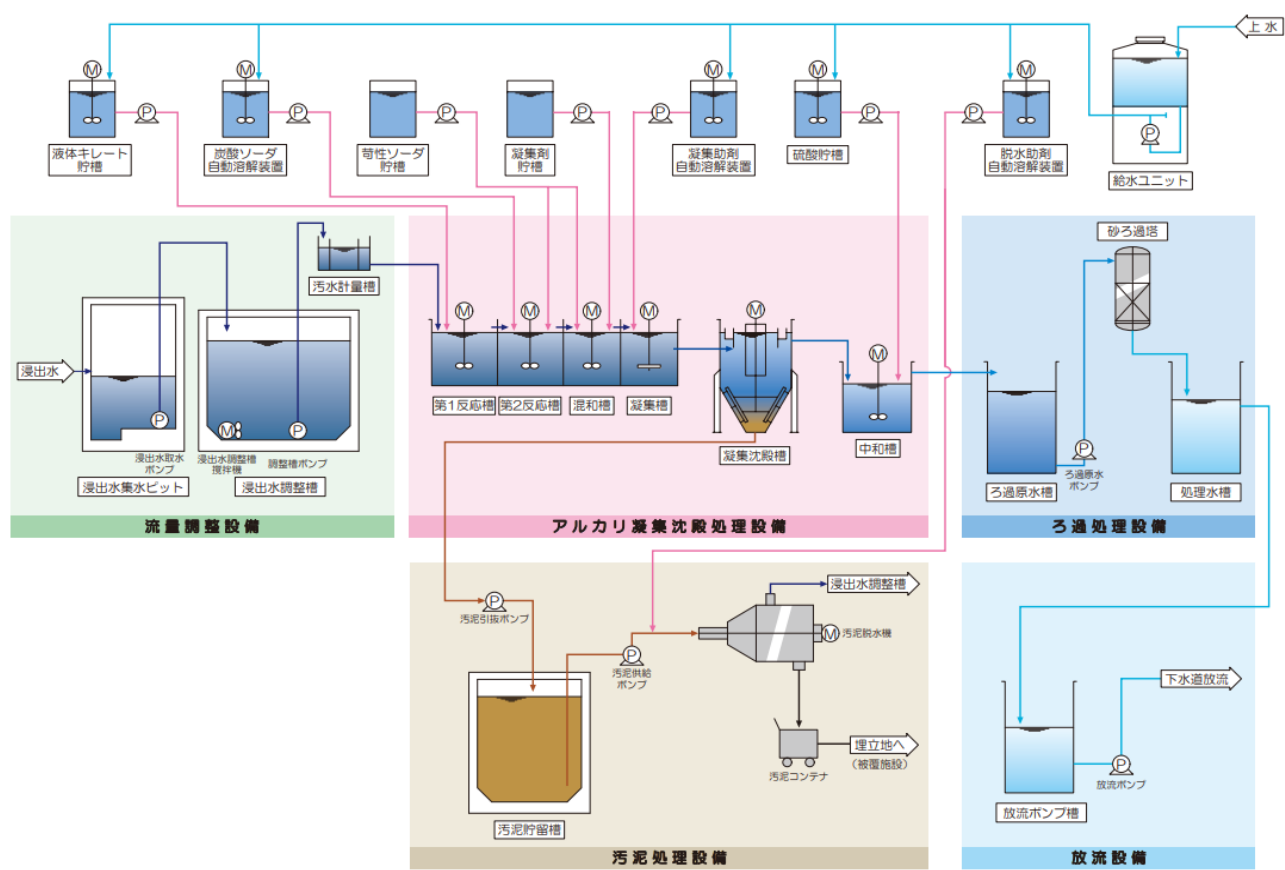 上 水
M
M
M
M
M
P
P
P
P
P
P
P
P
液体キレート
貯槽
炭酸ソーダ
自動溶解装置
苛性ソーダ
貯槽
凝集剤
貯槽
凝集助剤
自動溶解装置
硫酸貯槽
脱水助剤
自動溶解装置
給水ユニット
汚水計量槽
浸出水
P
M
P
浸出水取水
ポンプ
浸出水調整槽
撹拌機
調整槽ポンプ
浸出水集水ピット
浸出水調整槽
流量調整設備
M
M
M
M
M
M
第1反応槽
第2反応槽
混和槽
凝集槽
凝集沈殿槽
中和槽
アルカリ凝集沈殿処理設備
砂ろ過塔
P
ろ過原水
ポンプ
ろ過原水槽
処理水槽
ろ過処理設備
P
汚泥引抜ポンプ
P
汚泥供給
ポンプ
浸出水調整槽
M
汚泥脱水機
汚泥コンテナ
埋立地へ
（被覆施設）
汚泥貯留槽
汚泥処理設備
下水道放流
P
放流ポンプ
放流ポンプ槽
放流設備